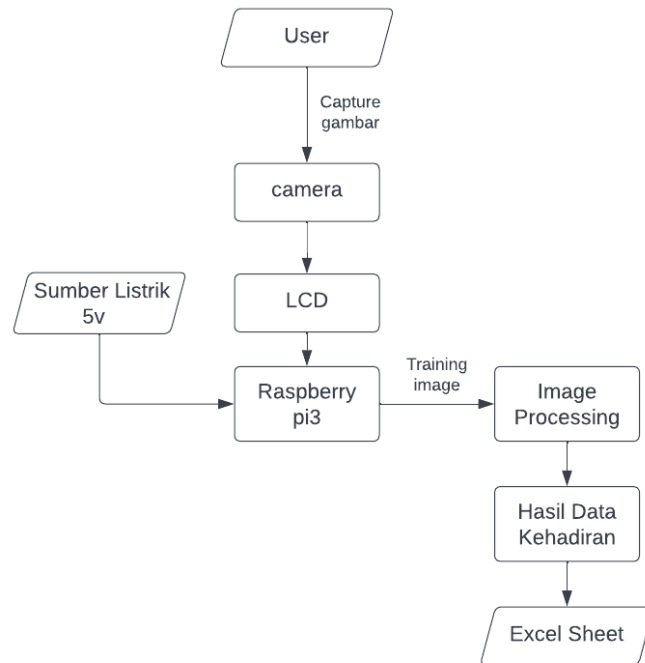 User
Capture
gambar
camera
LCD
Sumber Listrik
5v
Raspberry
pi3
Training
image
Image
Processing
Hasil Data
Kehadiran
Excel Sheet